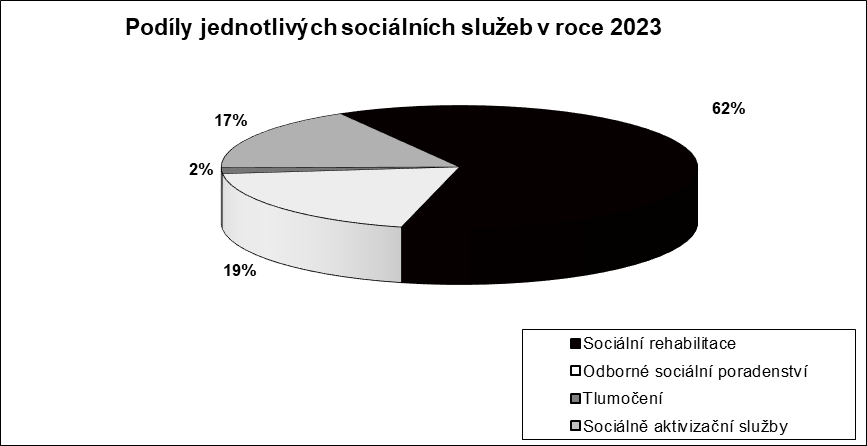 Podíly jednotlivých sociálních služeb v roce 2023
62%
17%
2%
19%
Sociální rehabilitace
Odborné sociální poradenství
Tlumočení
Sociálně aktivizační služby